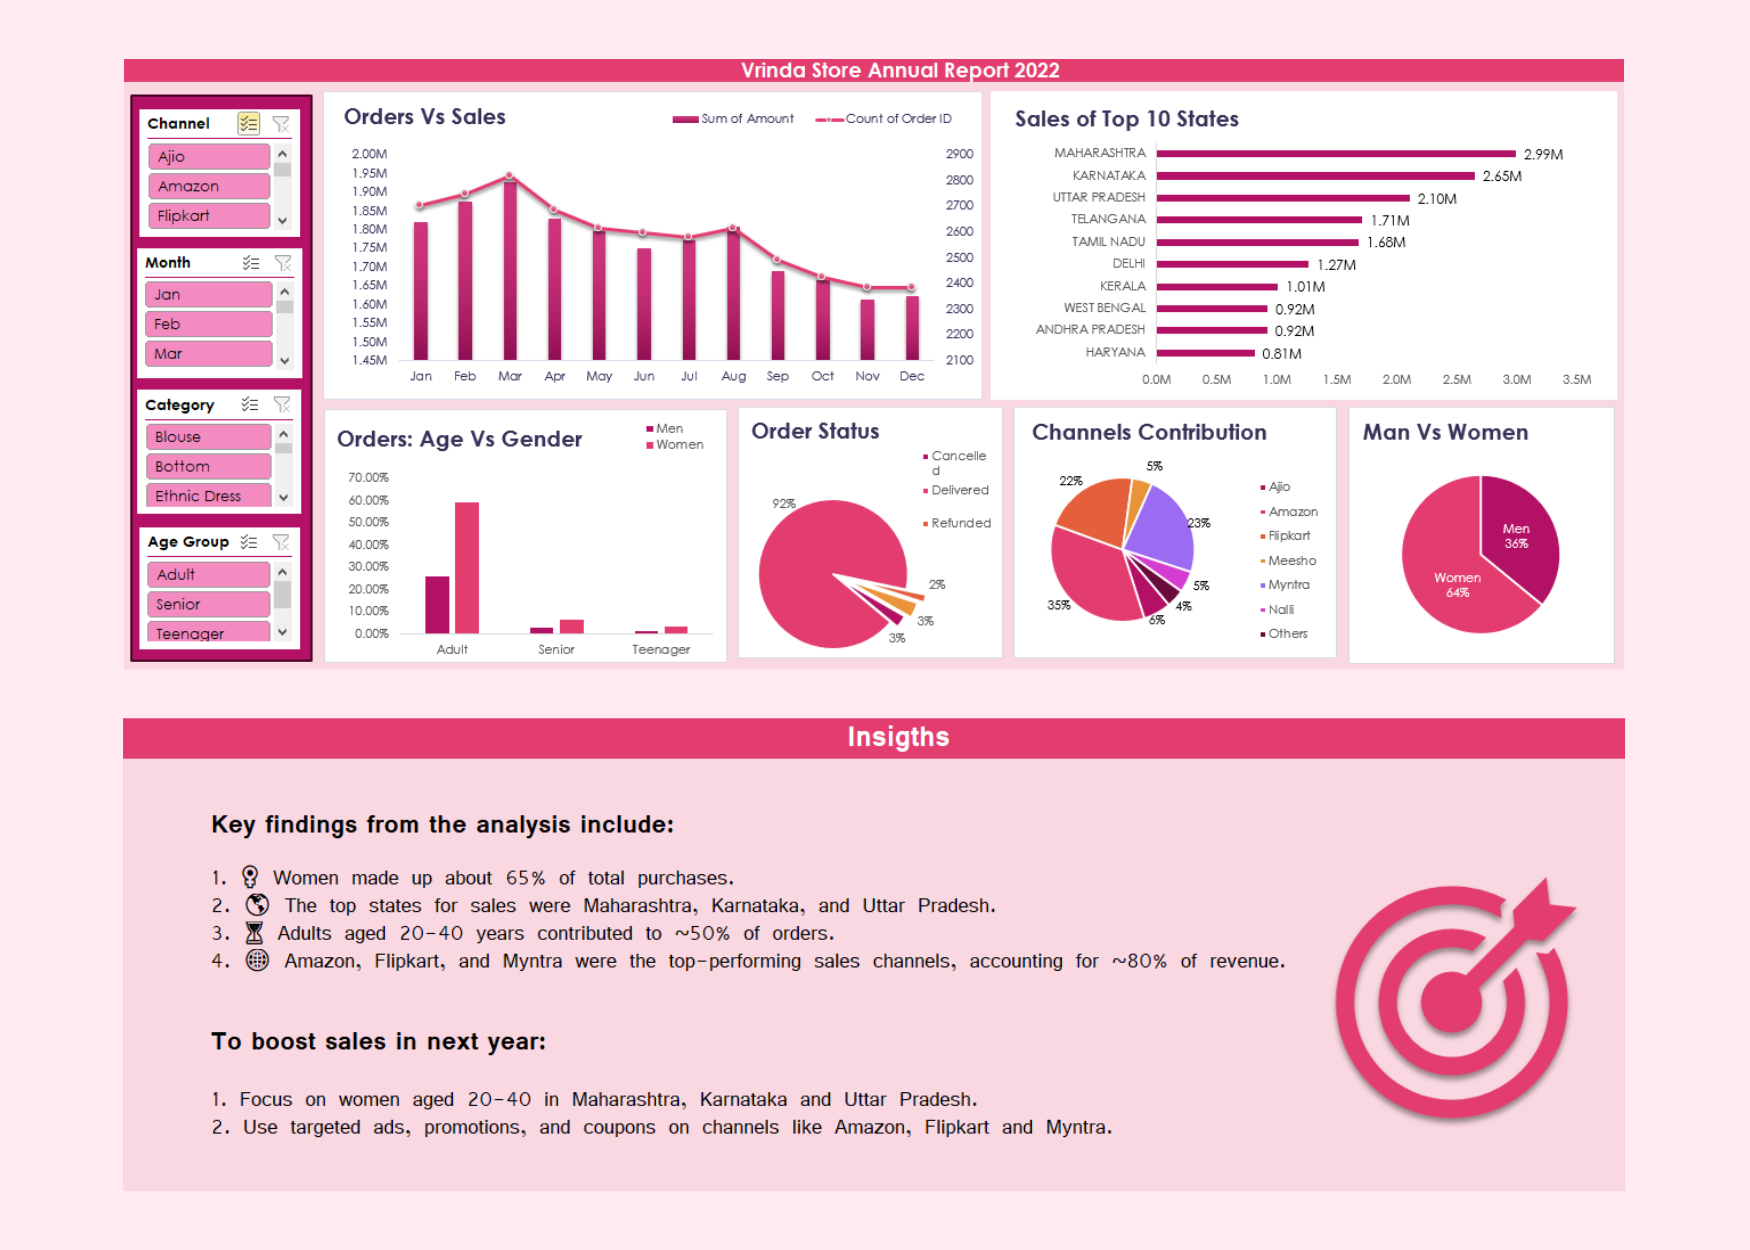 Vrinda Store Annual Report 2022
Channel
Ajio
Amazon
Flipkart
Month
Jan
Feb
Mar
Category
Blouse
Bottom
Ethnic Dress
Age Group
Adult
Senior
Teenager
Orders Vs Sales
Sum of Amount
Count of Order ID
2.00M
1.95M
1.90M
1.85M
1.80M
1.75M
1.70M
1.65M
1.60M
1.55M
1.50M
1.45M
2900
2800
2700
2600
2500
2400
2300
2200
2100
Jan Feb Mar Apr May Jun Jul Aug Sep Oct Nov Dec
Sales of Top 10 States
MAHARASHTRA 2.99M
KARNATAKA 2.65M
UTTAR PRADESH 2.10M
TELANGANA 1.71M
TAMIL NADU 1.68M
DELHI 1.27M
KERALA 1.01M
WEST BENGAL 0.92M
ANDHRA PRADESH 0.92M
HARYANA 0.81M
0.0M 0.5M 1.0M 1.5M 2.0M 2.5M 3.0M 3.5M
Orders: Age Vs Gender
Men
Women
70.00%
60.00%
50.00%
40.00%
30.00%
20.00%
10.00%
0.00%
Adult Senior Teenager
Order Status
Cancelle
d
Delivered
Refunded
92%
2%
3%
3%
Channels Contribution
5%
22%
23%
35%
5%
4%
6%
Ajio
Amazon
Flipkart
Meesho
Myntra
Nalli
Others
Man Vs Women
Men
36%
Women
64%
Insigths
Key findings from the analysis include:
1. Women made up about 65% of total purchases.
2. The top states for sales were Maharashtra, Karnataka, and Uttar Pradesh.
3. Adults aged 20-40 years contributed to ~50% of orders.
4. Amazon, Flipkart, and Myntra were the top-performing sales channels, accounting for ~80% of revenue.
To boost sales in next year:
1. Focus on women aged 20-40 in Maharashtra, Karnataka and Uttar Pradesh.
2. Use targeted ads, promotions, and coupons on channels like Amazon, Flipkart and Myntra.